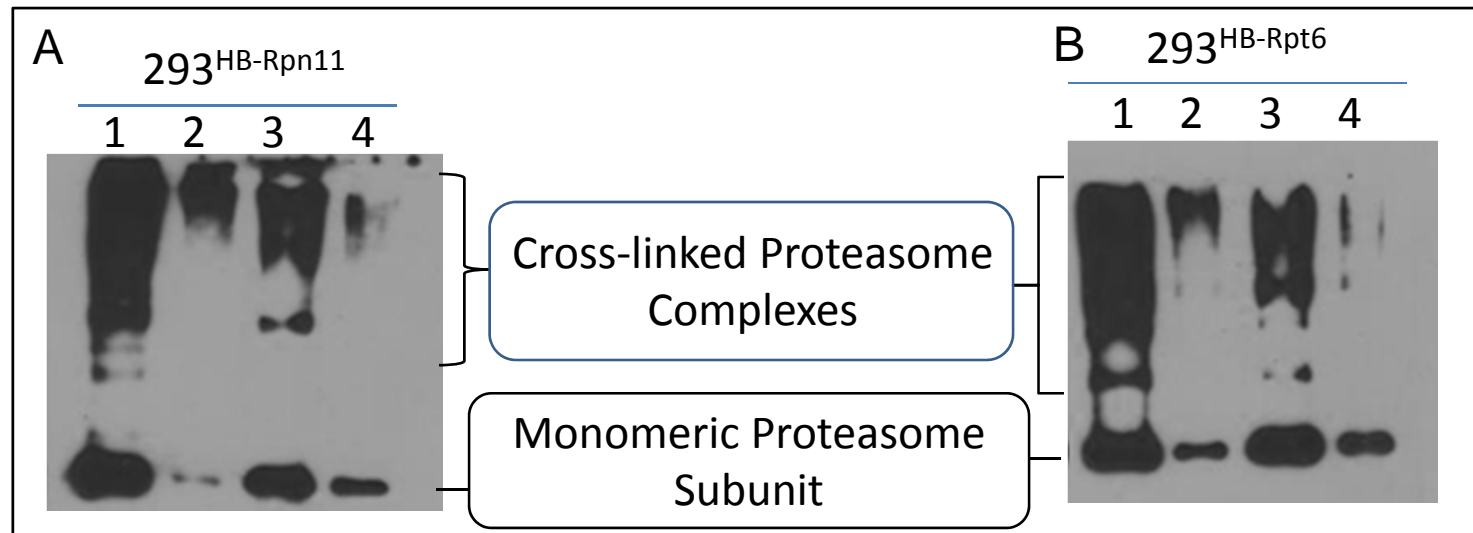 A
293HB-Rpn11
1 2 3 4
B
293HB-Rpt6
1 2 3 4
Cross-linked Proteasome
Complexes
Monomeric Proteasome
Subunit